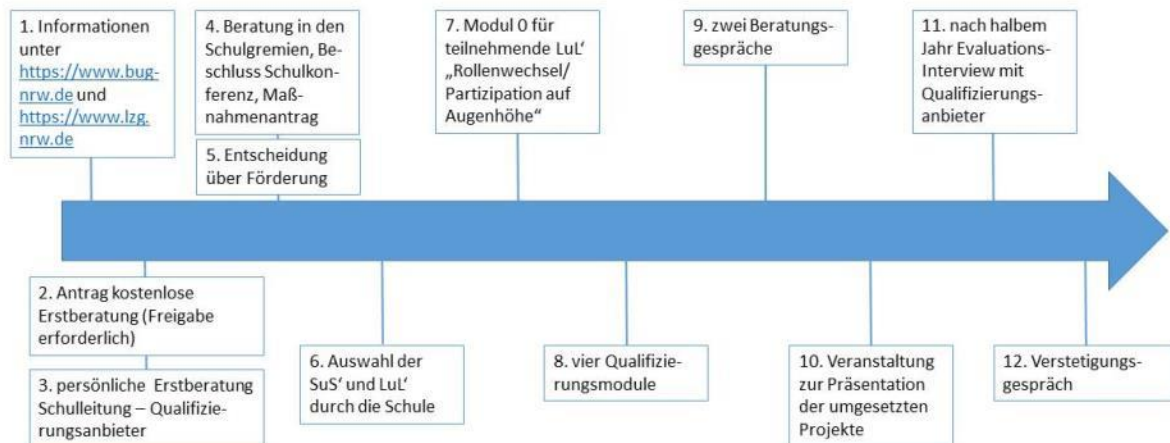 1. Informationen
unter
https://www.bug-
nrw.de und
https://www.lzg.
nrw.de
2. Antrag kostenlose
Erstberatung (Freigabe
erforderlich)
3. persönliche Erstberatung
Schulleitung – Qualifizie-
rungsanbieter
4. Beratung in den
Schulgremien, Be-
schluss Schulkon-
ferenz, Maß-
nahmenantrag
5. Entscheidung
über Förderung
6. Auswahl der
SuS‘ und LuL‘
durch die Schule
7. Modul 0 für
teilnehmende LuL‘
„Rollenwechsel/
Partizipation auf
Augenhöhe“
8. vier Qualifizie-
rungsmodule
9. zwei Beratungs-
gespräche
10. Veranstaltung
zur Präsentation
der umgesetzten
Projekte
11. nach halbem
Jahr Evaluations-
Interview mit
Qualifizierungs-
anbieter
12. Verstetigungs-
gespräch